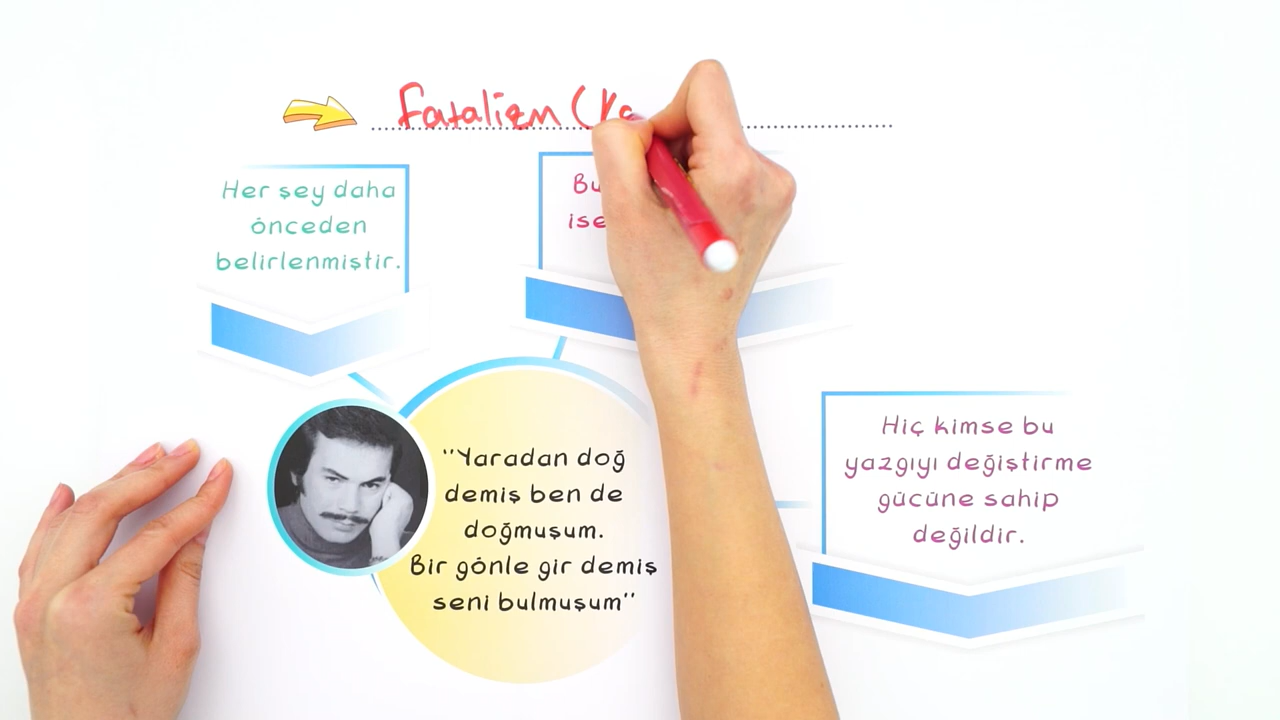 Fatalizm (Ka
Her şey daha
önceden
belirlenmiştir.
Hiç kimse bu
yazgıyı değiştirme
gücüne sahip
değildir.
"Yaradan doğ
demiş ben de
doğmuşum.
Bir gönle gir demiş
seni bulmuşum"